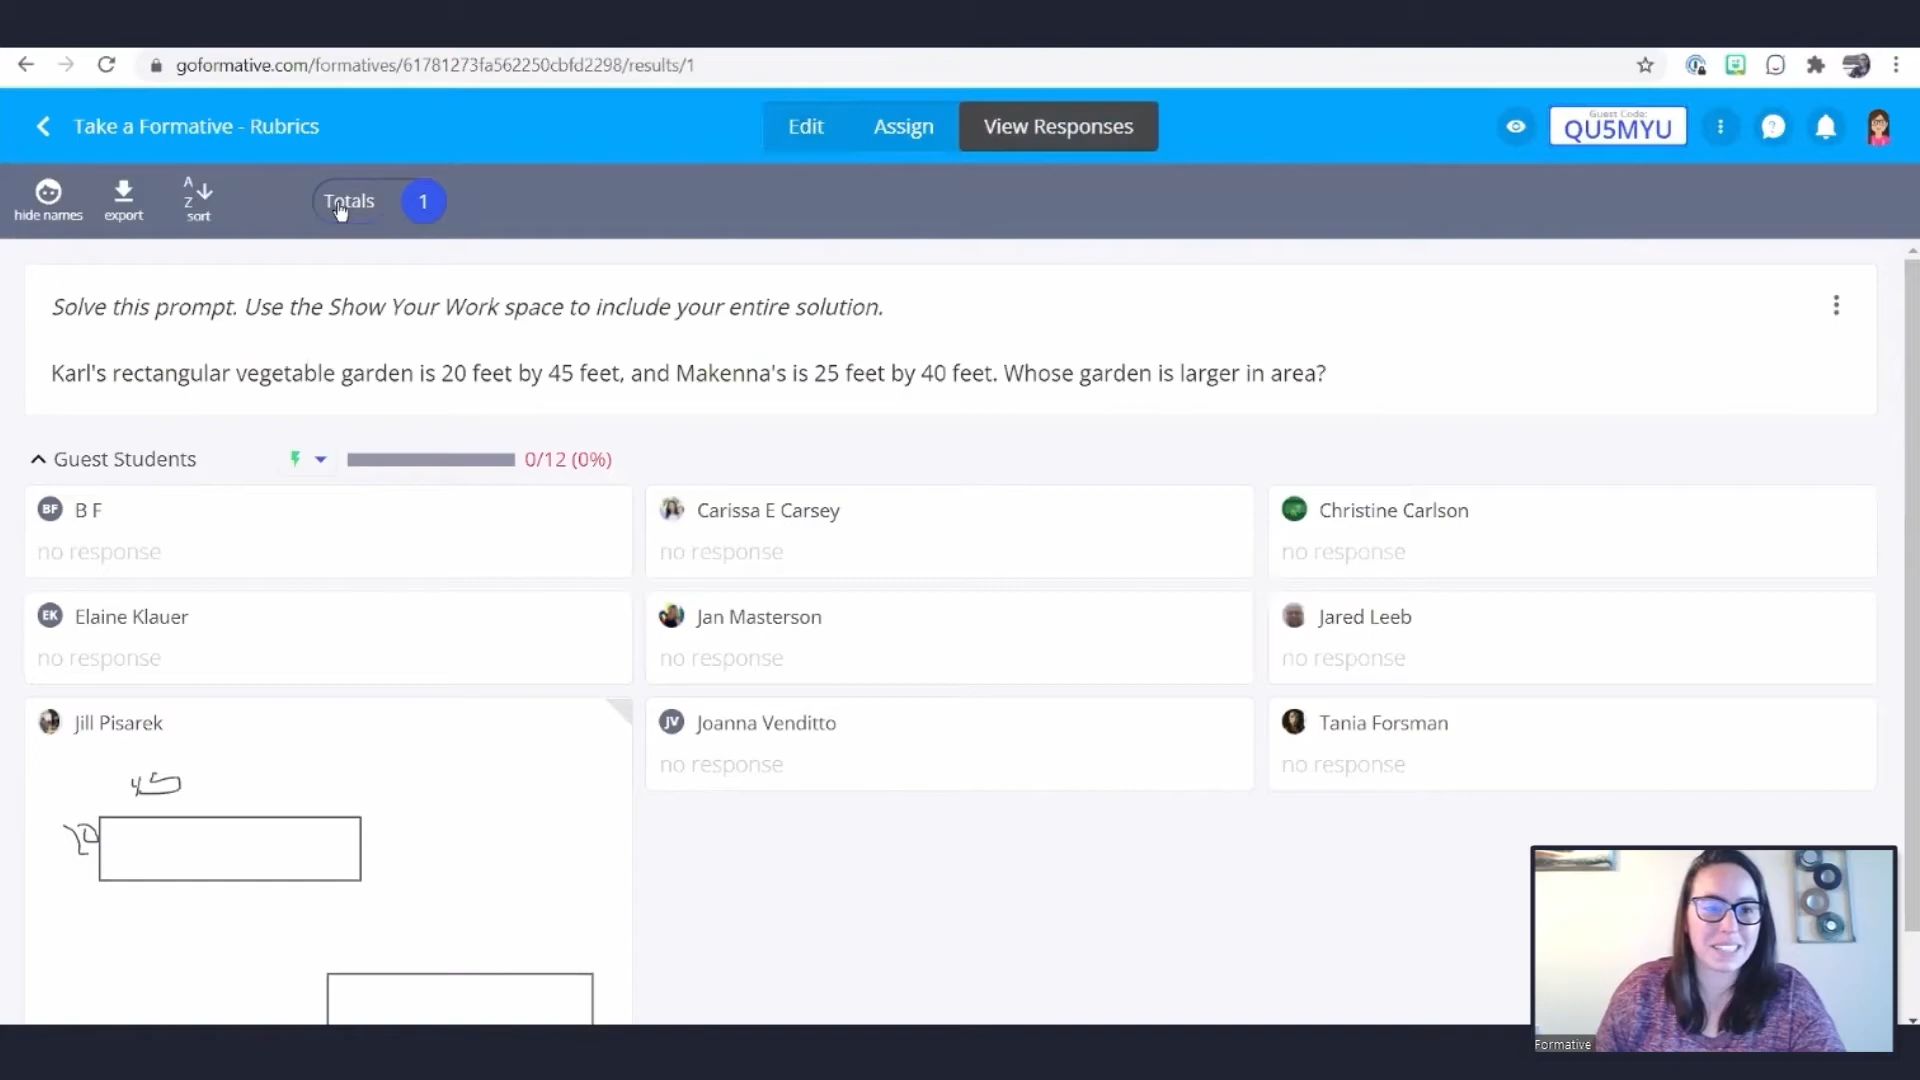 goformative.com/formatives/61781273fa562250cbfd2298/results/1
Take a Formative - Rubrics
Edit
Assign
View Responses
Guest Code:
QU5MYU
hide names
export
A
Z
sort
Totals
1
Solve this prompt. Use the Show Your Work space to include your entire solution.
Karl's rectangular vegetable garden is 20 feet by 45 feet, and Makenna's is 25 feet by 40 feet. Whose garden is larger in area?
Guest Students
0/12 (0%)
BF
B F
no response
Carissa E Carsey
no response
Christine Carlson
no response
EK
Elaine Klauer
no response
Jan Masterson
no response
Jared Leeb
no response
Jill Pisarek
45
20
JV
Joanna Venditto
no response
Tania Forsman
no response
Formative